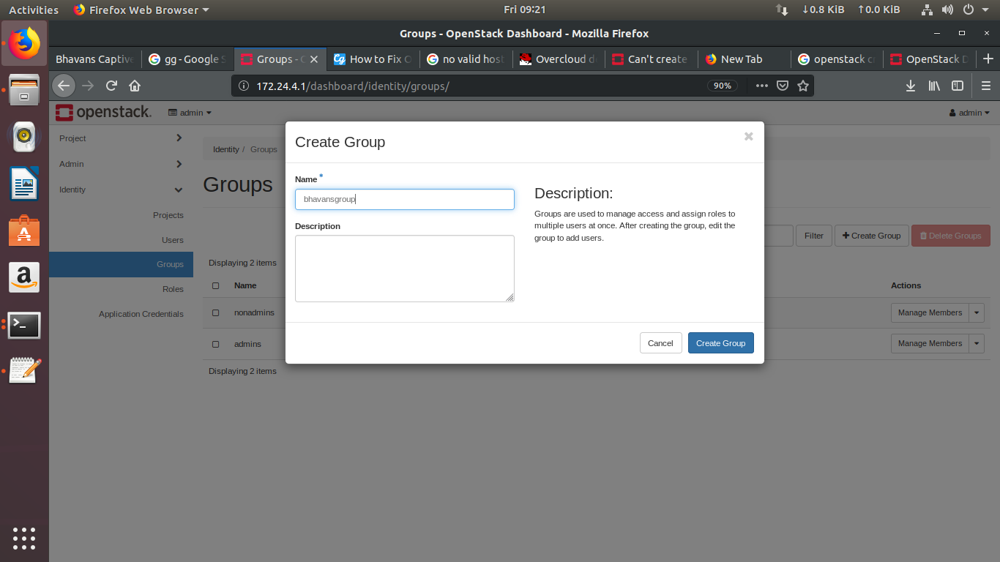 Activities Firefox Web Browser Fri 09:21 ↓0.8 KiB ↑0.0 KiB
Groups - OpenStack Dashboard - Mozilla Firefox
Bhavans Captive gg - Google S Groups - O How to Fix O no valid host Overcloud de Can't create New Tab openstack cr OpenStack D
172.24.4.1/dashboard/identity/groups/ 90%
openstack. admin admin
Project
Admin
Identity
Projects
Users
Groups
Roles
Application Credentials
Identity / Groups
Groups
Filter + Create Group Delete Groups
Displaying 2 items
Name Actions
nonadmins Manage Members
admins Manage Members
Displaying 2 items
Create Group
Name *
bhavansgroup
Description
Description:
Groups are used to manage access and assign roles to
multiple users at once. After creating the group, edit the
group to add users.
Cancel Create Group